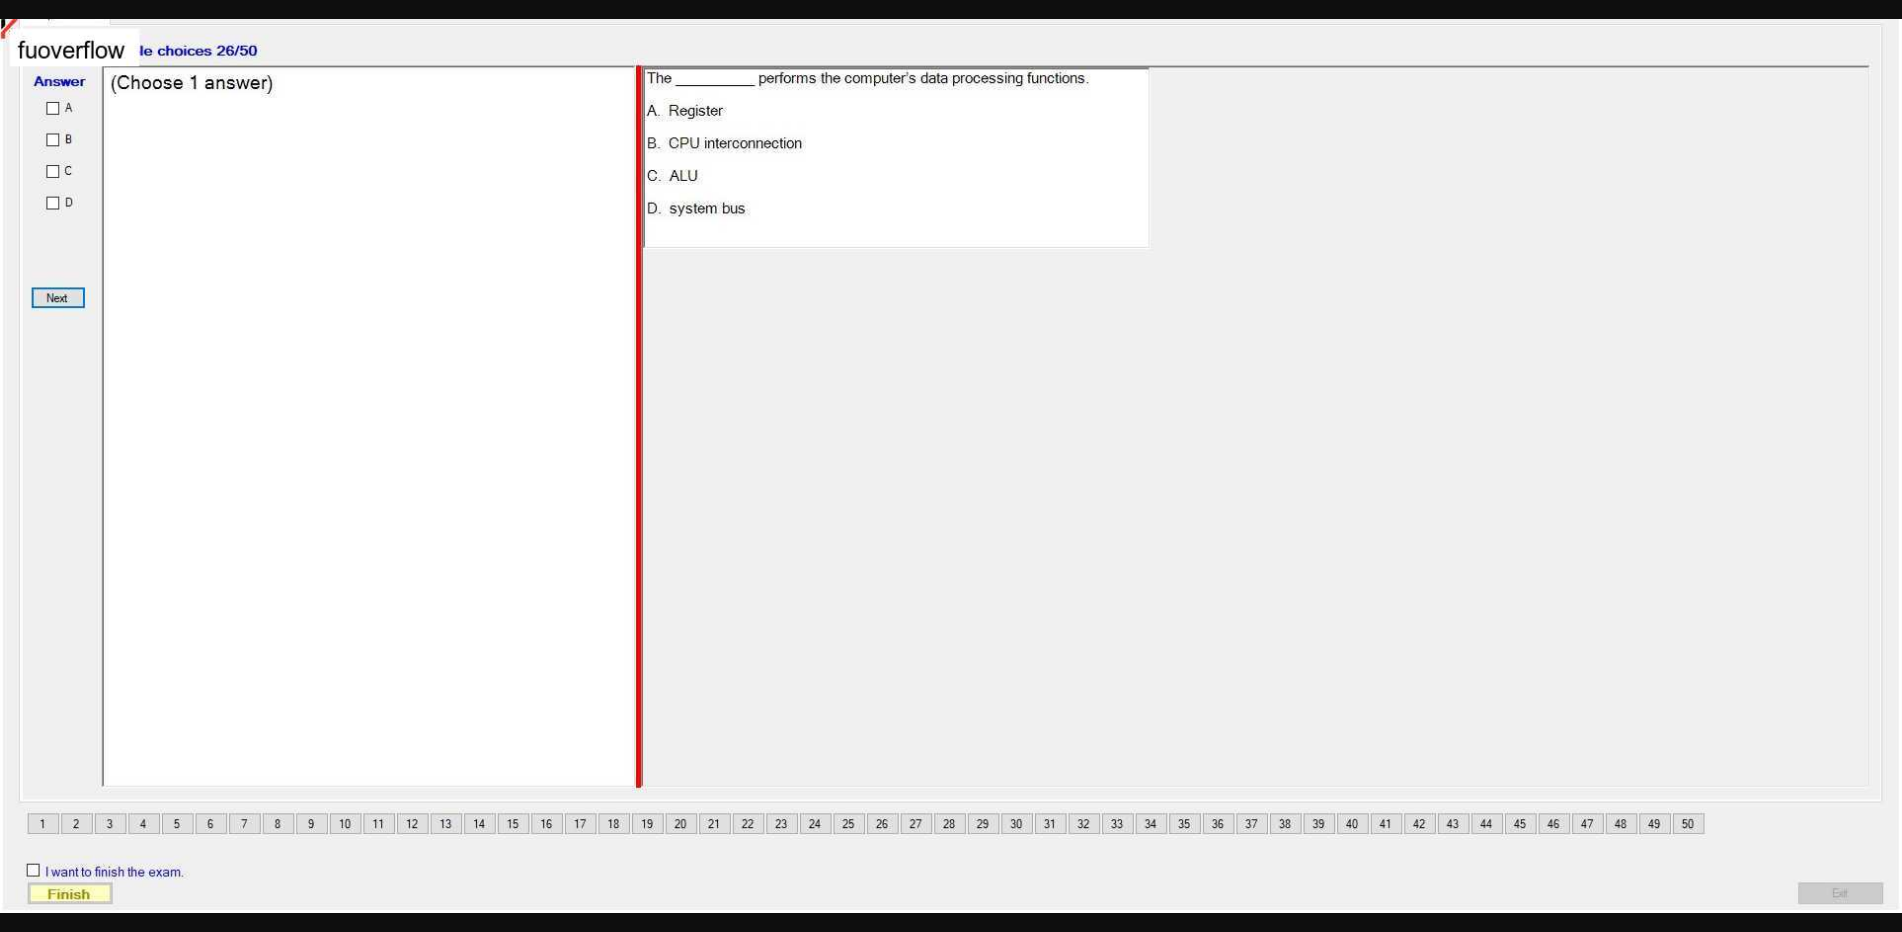 fuoverflow
le choices 26/50
Answer
A
B
C
D
Next
(Choose 1 answer)
The __________ performs the computer's data processing functions.
A. Register
B. CPU interconnection
C. ALU
D. system bus
1 2 3 4 5 6 7 8 9 10 11 12 13 14 15 16 17 18 19 20 21 22 23 24 25 26 27 28 29 30 31 32 33 34 35 36 37 38 39 40 41 42 43 44 45 46 47 48 49 50
I want to finish the exam.
Finish
Exit